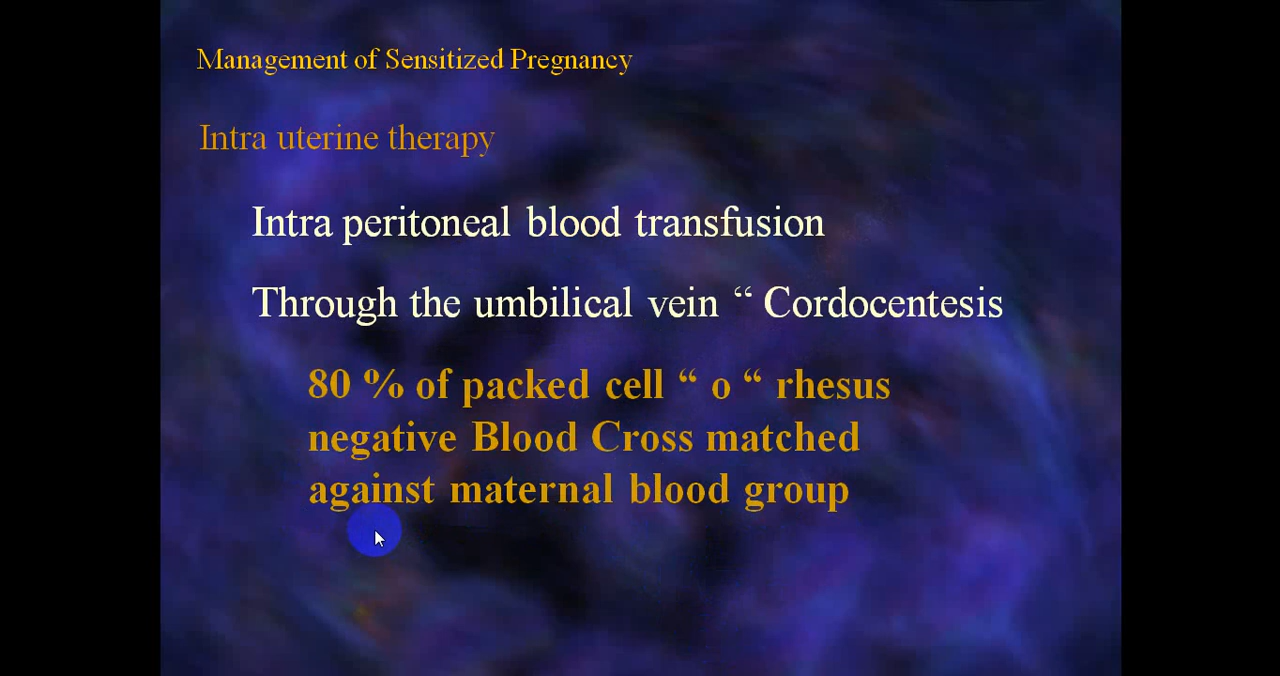 Management of Sensitized Pregnancy
Intra uterine therapy
Intra peritoneal blood transfusion
Through the umbilical vein “ Cordocentesis
80 % of packed cell “ o “ rhesus
negative Blood Cross matched
against maternal blood group